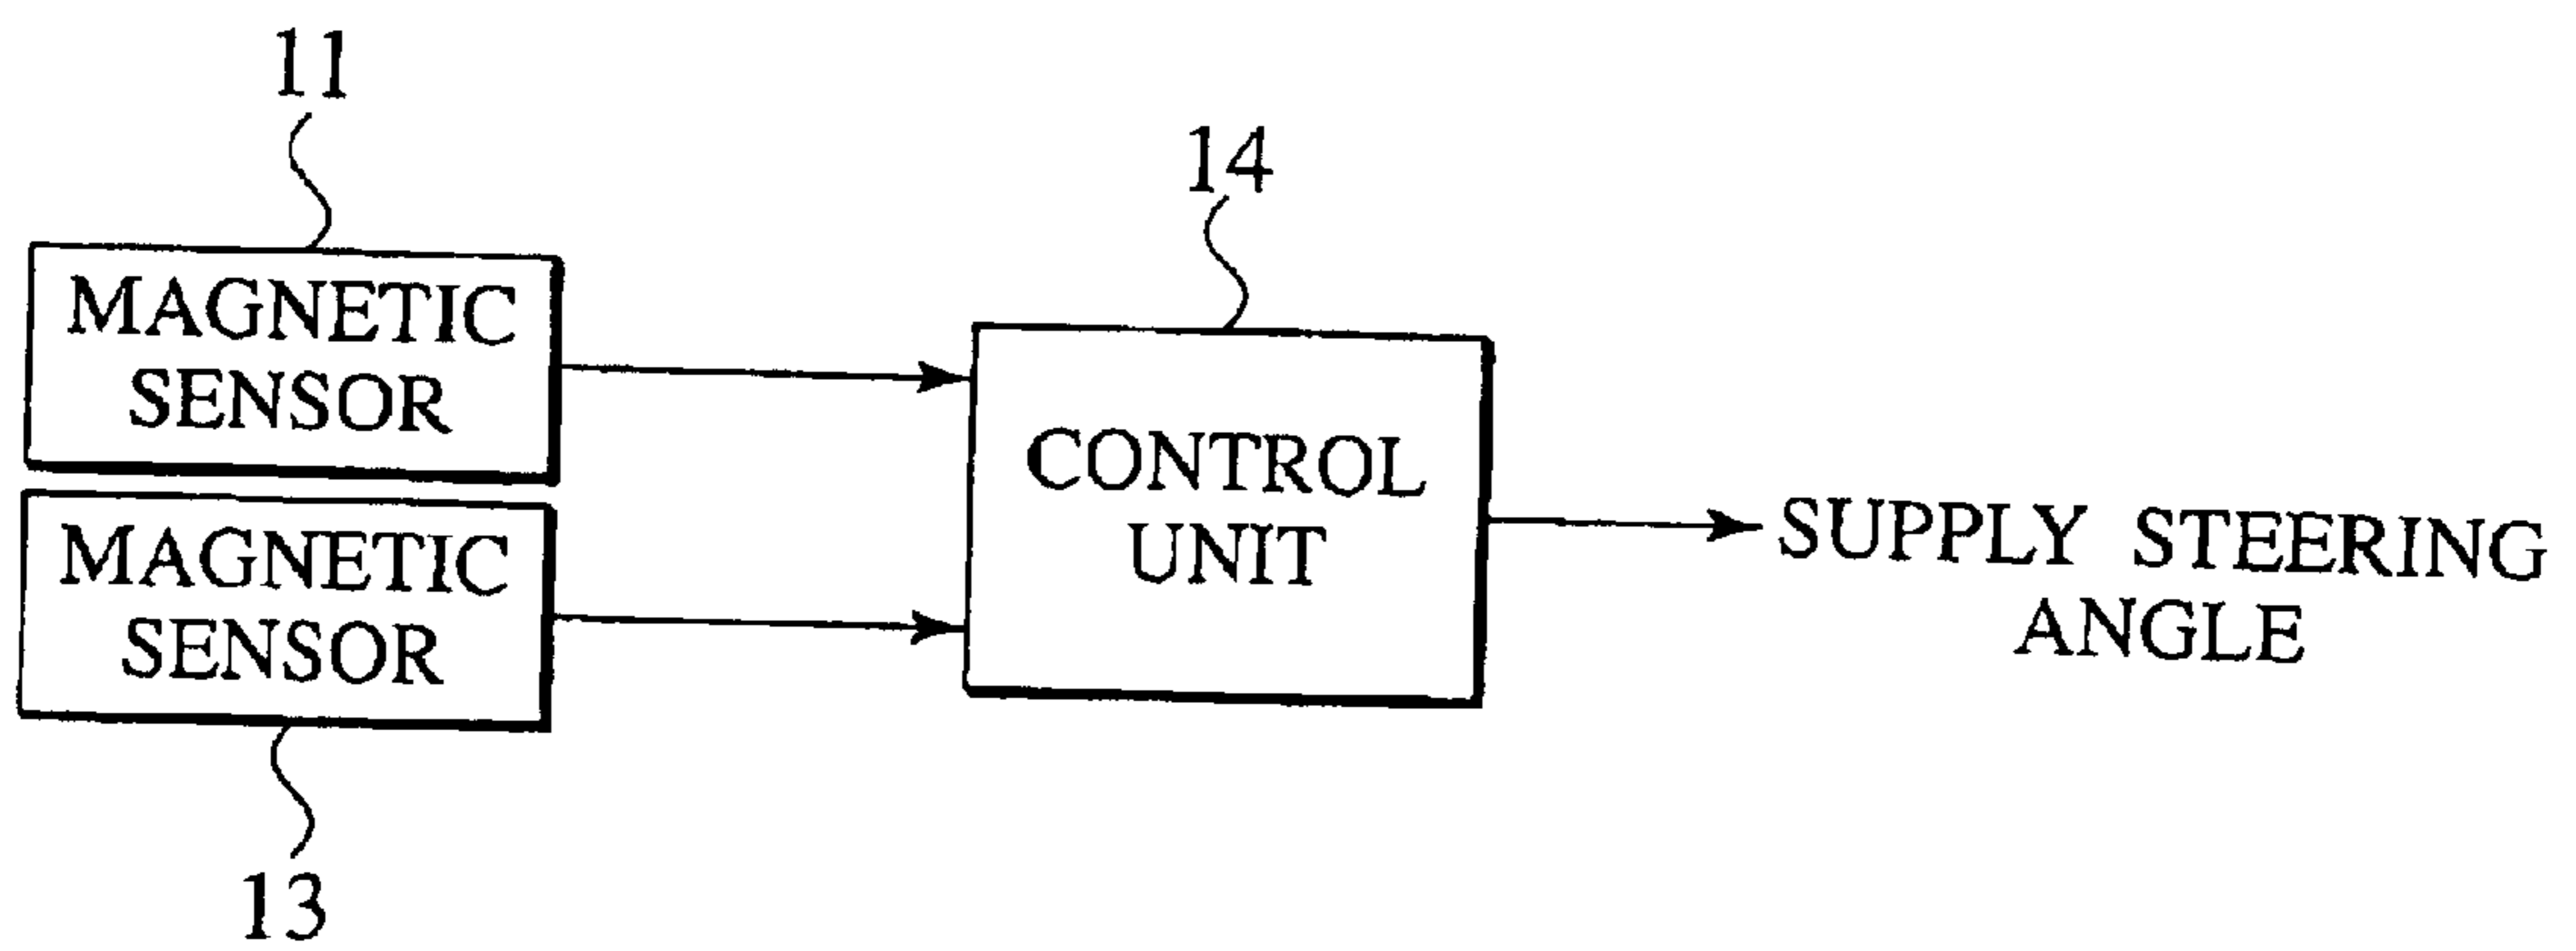 11
MAGNETIC
SENSOR
MAGNETIC
SENSOR
13
14
CONTROL
UNIT
SUPPLY STEERING
ANGLE